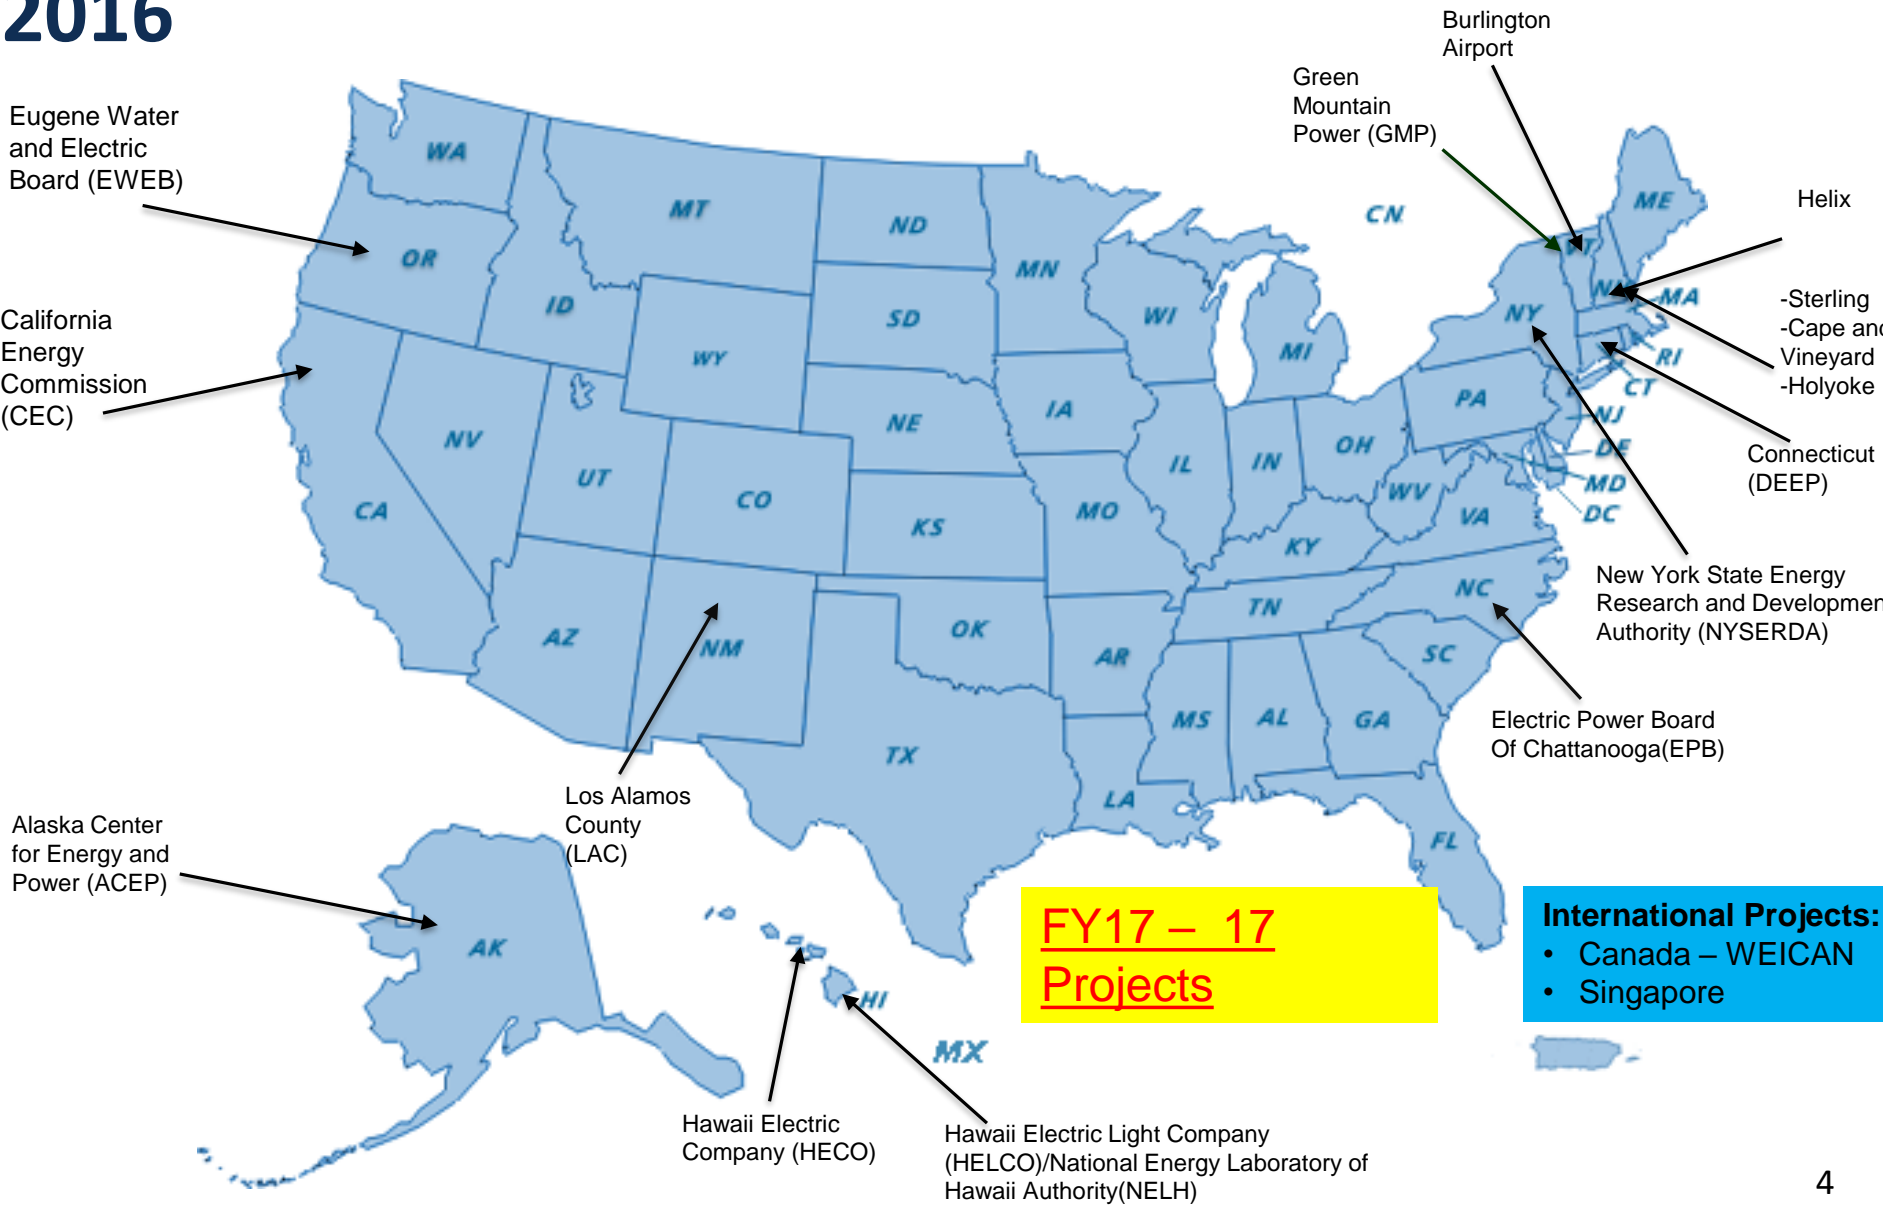 2016
Burlington
Airport
Green
Mountain
Power (GMP)
Eugene Water
and Electric
Board (EWEB)
Helix
California
Energy
Commission
(CEC)
-Sterling
-Cape and
Vineyard
-Holyoke
Connecticut
(DEEP)
New York State Energy
Research and Developmen
Authority (NYSERDA)
Electric Power Board
Of Chattanooga(EPB)
Los Alamos
County
(LAC)
Alaska Center
for Energy and
Power (ACEP)
Hawaii Electric
Company (HECO)
Hawaii Electric Light Company
(HELCO)/National Energy Laboratory of
Hawaii Authority(NELH)
FY17 – 17
Projects
International Projects:
• Canada – WEICAN
• Singapore
WA
OR
ID
MT
ND
MN
SD
WY
WI
MI
CN
ME
VT
MA
NY
RI
CT
PA
NJ
DE
MD
DC
NV
UT
CA
CO
NE
IA
KS
MO
IL
IN
OH
WV
VA
KY
NC
TN
AZ
NM
OK
AR
SC
MS
AL
GA
TX
LA
FL
AK
HI
MX
4